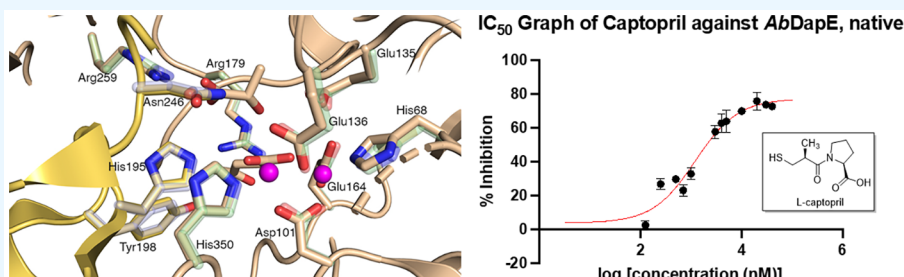 Arg259
Arg179
Glu135
Asn246
Glu136
His68
His195
Glu164
Tyr198
His350
Asp101
IC50 Graph of Captopril against AbDapE, native
100
80
60
40
20
0
-20
% Inhibition
2
4
6
log [concentration (nM)]
CH3
HS
N
O
O
OH
L-captopril